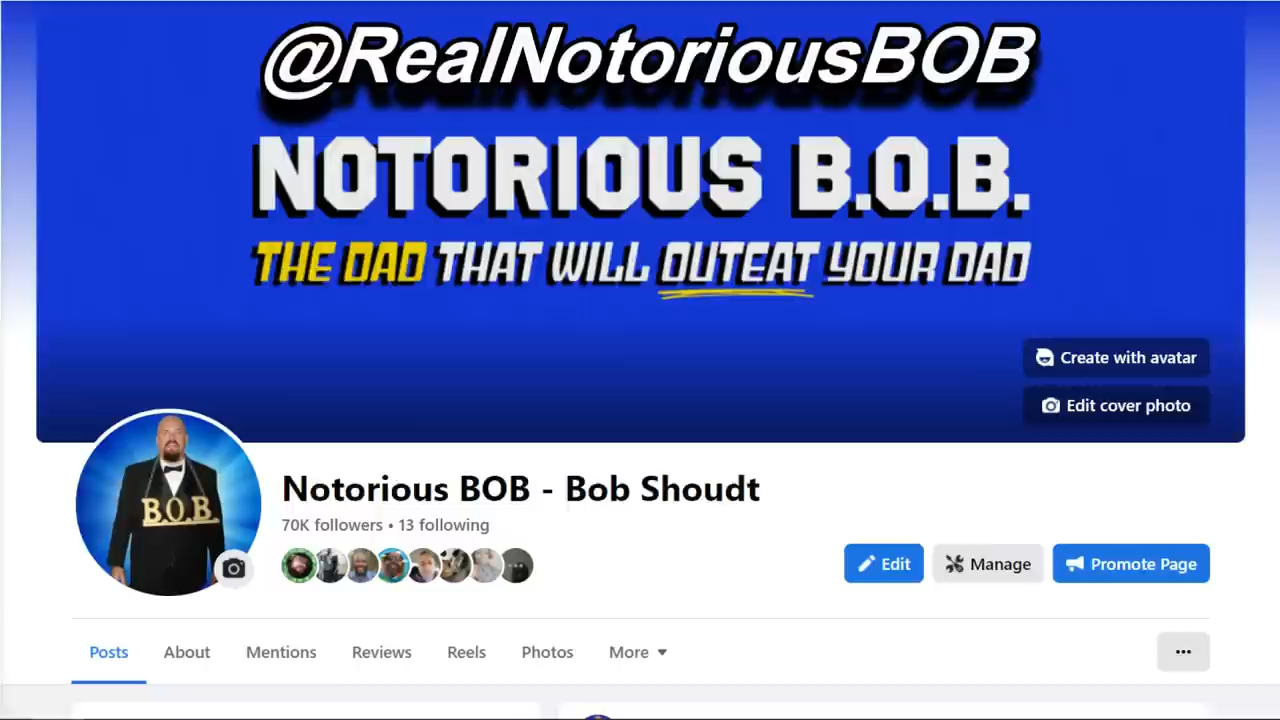 @RealNotoriousBOB
NOTORIOUS B.O.B.
THE DAD THAT WILL OUTEAT YOUR DAD
Create with avatar
Edit cover photo
B.O.B.
Notorious BOB - Bob Shoudt
70K followers • 13 following
Edit
Manage
Promote Page
Posts
About
Mentions
Reviews
Reels
Photos
More